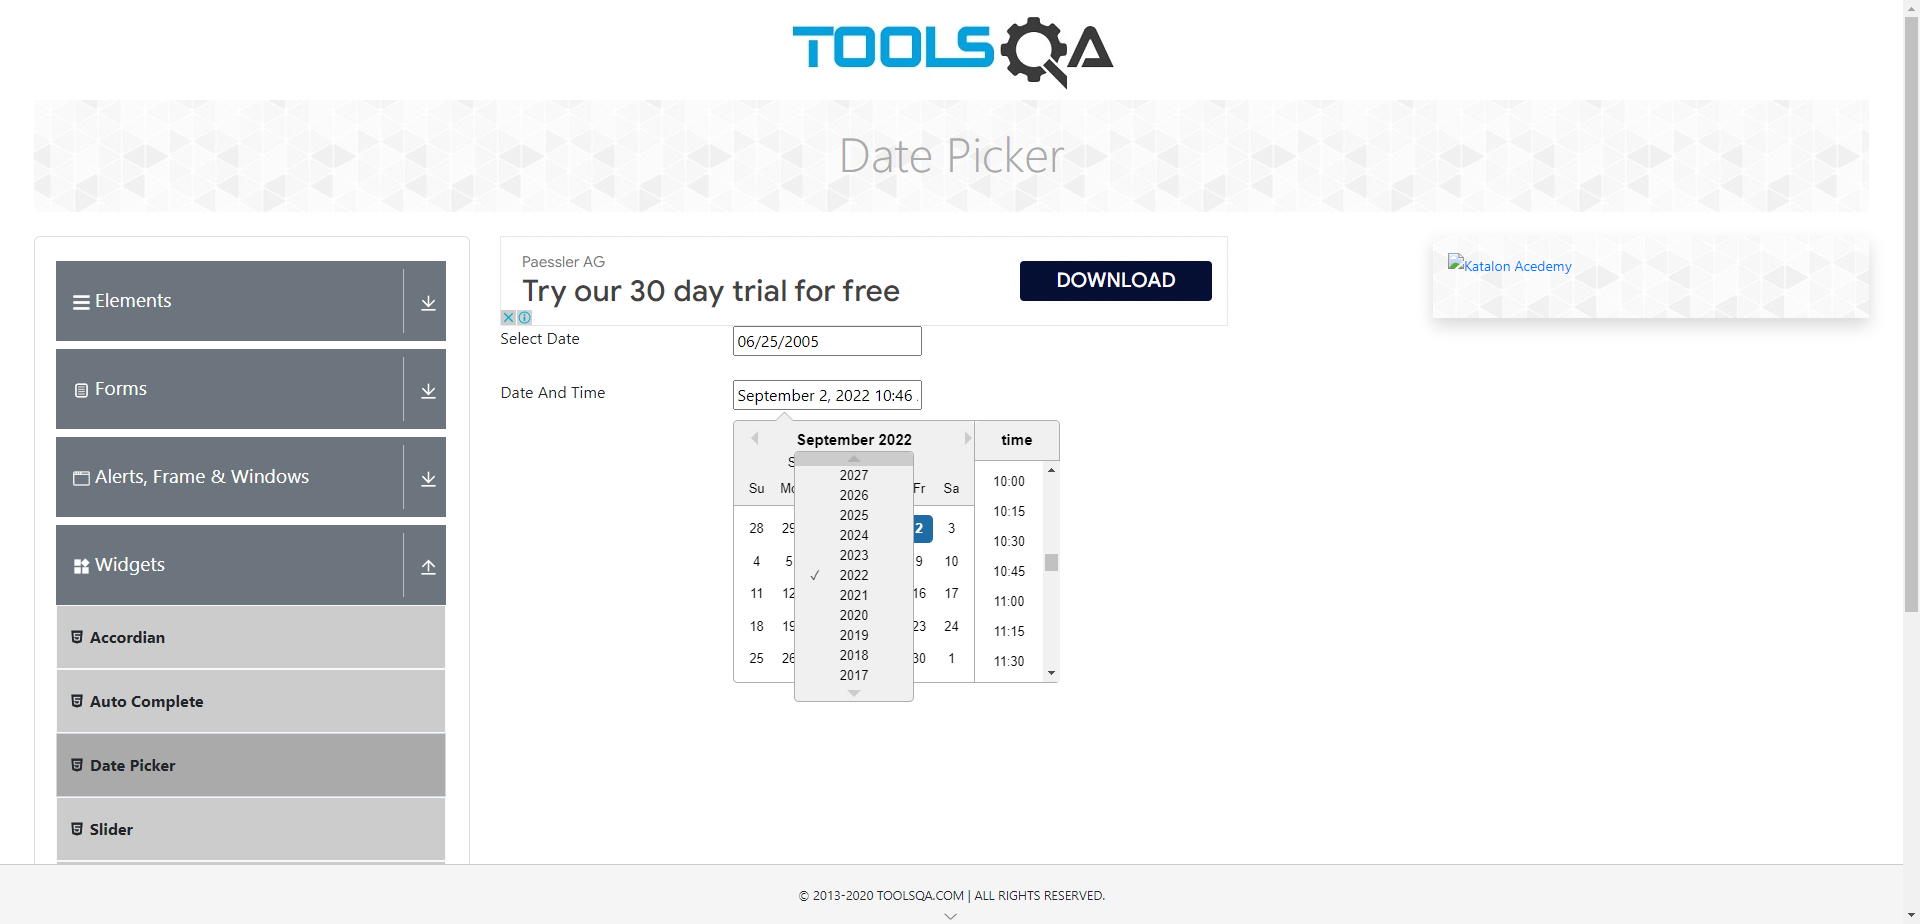 TOOLSQA
Date Picker
Elements
Forms
Alerts, Frame & Windows
Widgets
Accordian
Auto Complete
Date Picker
Slider
Paessler AG
Try our 30 day trial for free
DOWNLOAD
Select Date
06/25/2005
Date And Time
September 2, 2022 10:46
September 2022
S
Su Mo Fr Sa
28 29 2 3
4 5 9 10
11 12 16 17
18 19 23 24
25 26 30 1
2027
2026
2025
2024
2023
✓ 2022
2021
2020
2019
2018
2017
time
10:00
10:15
10:30
10:45
11:00
11:15
11:30
Katalon Acedemy
© 2013-2020 TOOLSQA.COM | ALL RIGHTS RESERVED.